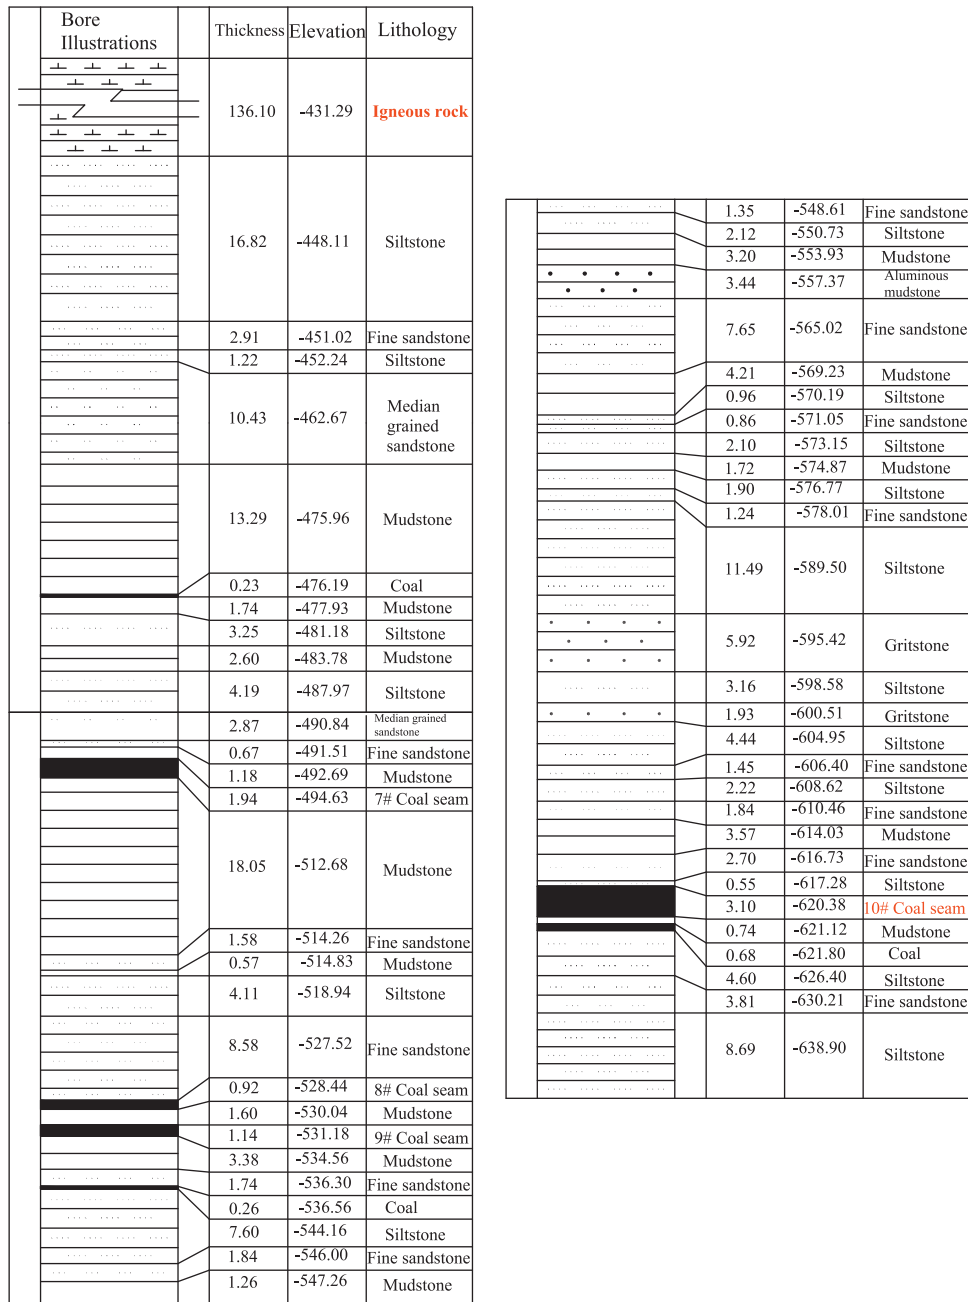 Bore Illustrations Thickness Elevation Lithology
136.10 -431.29 Igneous rock
16.82 -448.11 Siltstone
2.91 -451.02 Fine sandstone
1.22 -452.24 Siltstone
10.43 -462.67 Median grained sandstone
13.29 -475.96 Mudstone
0.23 -476.19 Coal
1.74 -477.93 Mudstone
3.25 -481.18 Siltstone
2.60 -483.78 Mudstone
4.19 -487.97 Siltstone
2.87 -490.84 Median grained sandstone
0.67 -491.51 Fine sandstone
1.18 -492.69 Mudstone
1.94 -494.63 7# Coal seam
18.05 -512.68 Mudstone
1.58 -514.26 Fine sandstone
0.57 -514.83 Mudstone
4.11 -518.94 Siltstone
8.58 -527.52 Fine sandstone
0.92 -528.44 8# Coal seam
1.60 -530.04 Mudstone
1.14 -531.18 9# Coal seam
3.38 -534.56 Mudstone
1.74 -536.30 Fine sandstone
0.26 -536.56 Coal
7.60 -544.16 Siltstone
1.84 -546.00 Fine sandstone
1.26 -547.26 Mudstone
1.35 -548.61 Fine sandstone
2.12 -550.73 Siltstone
3.20 -553.93 Mudstone
3.44 -557.37 Aluminous mudstone
7.65 -565.02 Fine sandstone
4.21 -569.23 Mudstone
0.96 -570.19 Siltstone
0.86 -571.05 Fine sandstone
2.10 -573.15 Siltstone
1.72 -574.87 Mudstone
1.90 -576.77 Siltstone
1.24 -578.01 Fine sandstone
11.49 -589.50 Siltstone
5.92 -595.42 Gritstone
3.16 -598.58 Siltstone
1.93 -600.51 Gritstone
4.44 -604.95 Siltstone
1.45 -606.40 Fine sandstone
2.22 -608.62 Siltstone
1.84 -610.46 Fine sandstone
3.57 -614.03 Mudstone
2.70 -616.73 Fine sandstone
0.55 -617.28 Siltstone
3.10 -620.38 10# Coal seam
0.74 -621.12 Mudstone
0.68 -621.80 Coal
4.60 -626.40 Siltstone
3.81 -630.21 Fine sandstone
8.69 -638.90 Siltstone